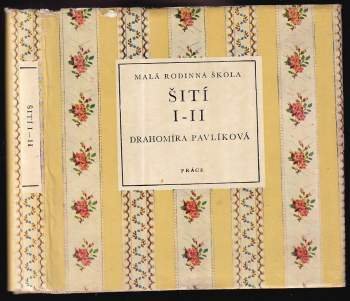 ŠITÍ I-II
MALÁ RODINNÁ ŠKOLA
ŠITÍ
I-II
DRAHOMÍRA PAVLÍKOVÁ
PRÁCE